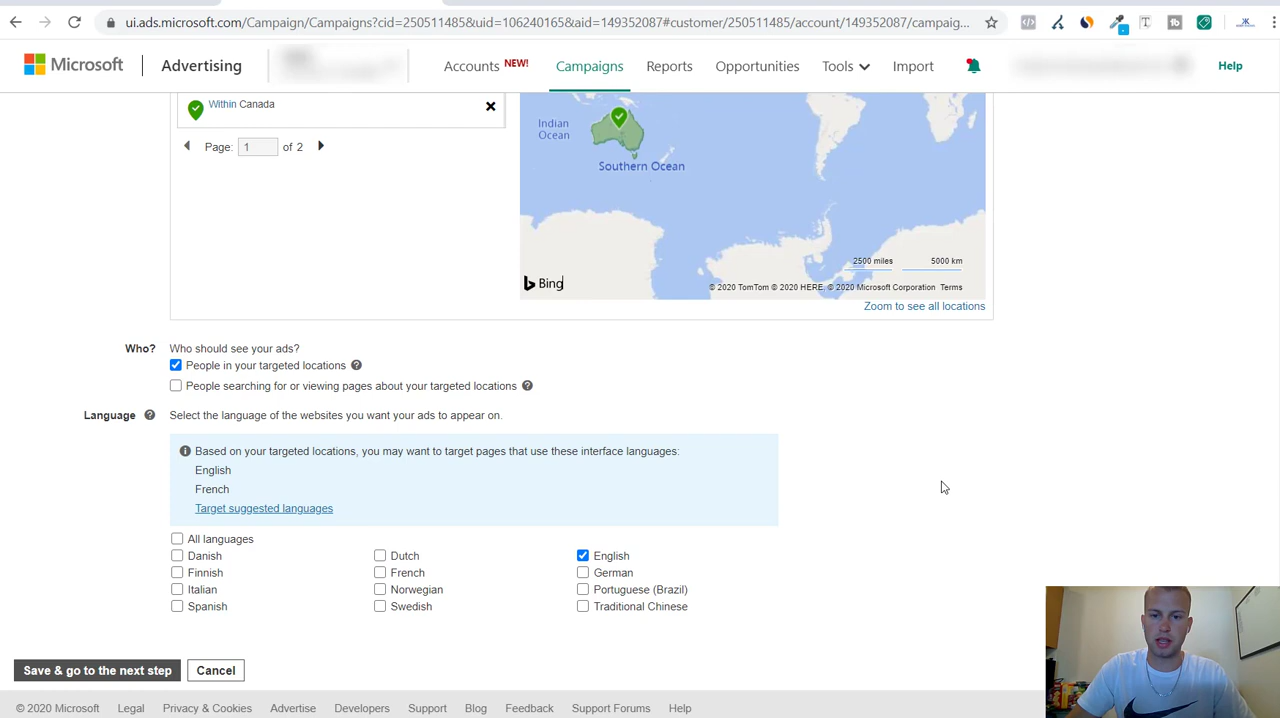 ui.ads.microsoft.com/Campaign/Campaigns?cid=250511485&uid=106240165&aid=149352087#customer/250511485/account/149352087/campaig...
Microsoft
Advertising
Accounts NEW!
Campaigns
Reports
Opportunities
Tools
Import
Help
Within Canada
Page: 1 of 2
Indian
Ocean
Southern Ocean
2500 miles
5000 km
Bing
© 2020 TomTom © 2020 HERE, © 2020 Microsoft Corporation Terms
Zoom to see all locations
Who? Who should see your ads?
People in your targeted locations
People searching for or viewing pages about your targeted locations
Language Select the language of the websites you want your ads to appear on.
Based on your targeted locations, you may want to target pages that use these interface languages:
English
French
Target suggested languages
All languages
Danish Dutch English
Finnish French German
Italian Norwegian Portuguese (Brazil)
Spanish Swedish Traditional Chinese
Save & go to the next step Cancel
© 2020 Microsoft Legal Privacy & Cookies Advertise Developers Support Blog Feedback Support Forums Help